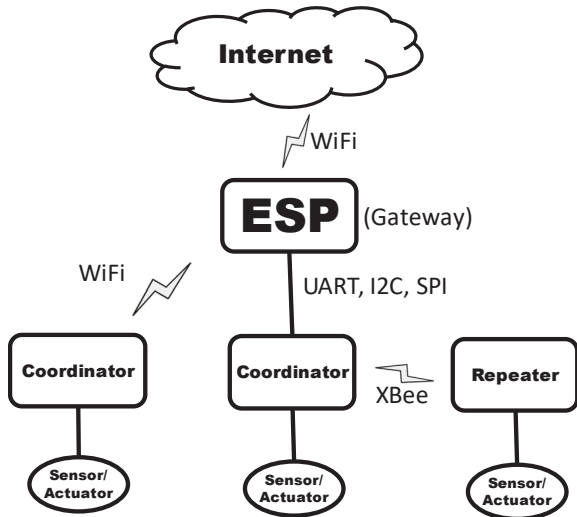 Internet
WiFi
ESP
(Gateway)
WiFi
UART, I2C, SPI
Coordinator
Coordinator
XBee
Repeater
Sensor/
Actuator
Sensor/
Actuator
Sensor/
Actuator